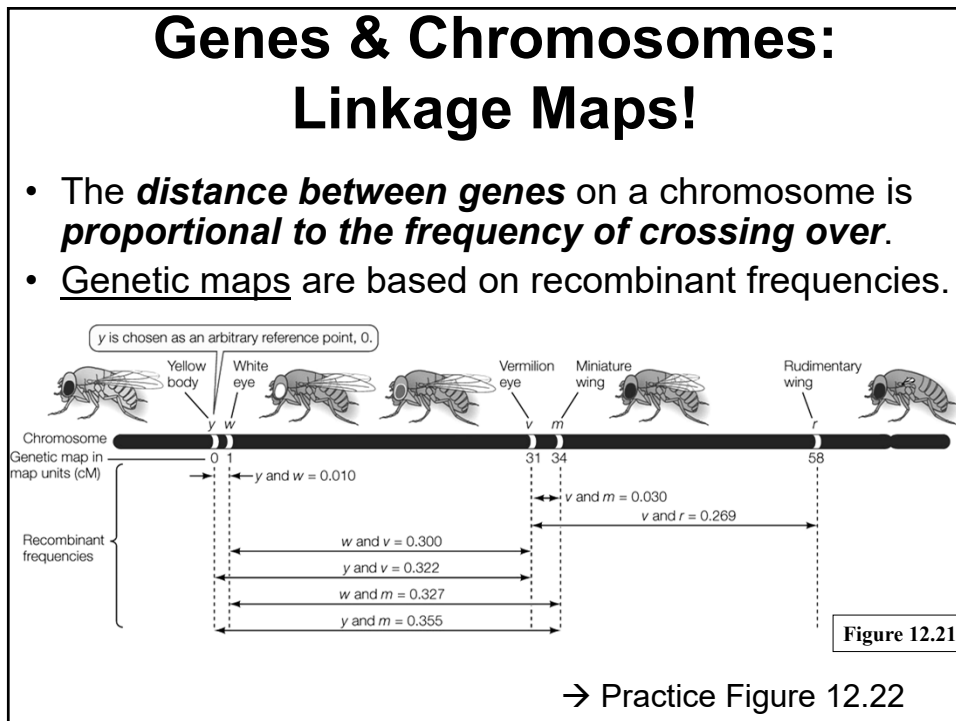 Genes & Chromosomes:
Linkage Maps!
• The distance between genes on a chromosome is
proportional to the frequency of crossing over.
• Genetic maps are based on recombinant frequencies.
y is chosen as an arbitrary reference point, 0.
Yellow body
White eye
Vermilion eye
Miniature wing
Rudimentary wing
y w v m r
Chromosome
Genetic map in map units (cM)
0 1 31 34 58
y and w = 0.010
v and m = 0.030
v and r = 0.269
Recombinant frequencies
w and v = 0.300
y and v = 0.322
w and m = 0.327
y and m = 0.355
Figure 12.21
→ Practice Figure 12.22